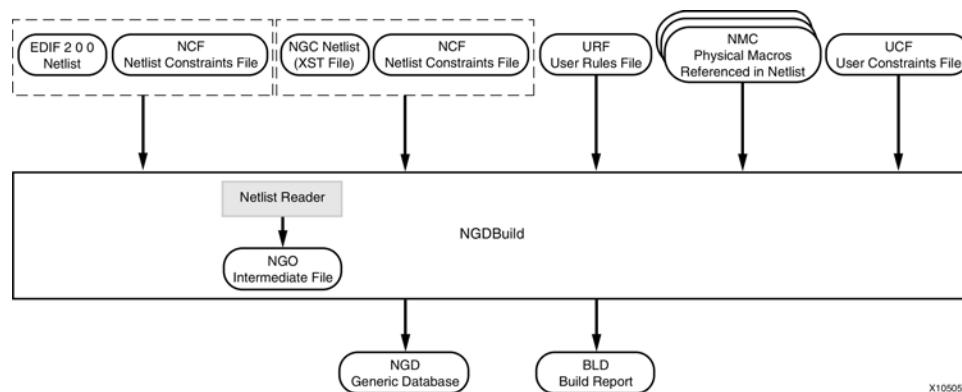 EDIF 2 0 0
Netlist
NCF
Netlist Constraints File
NGC Netlist
(XST File)
NCF
Netlist Constraints File
URF
User Rules File
NMC
Physical Macros
Referenced in Netlist
UCF
User Constraints File
Netlist Reader
NGDBuild
NGO
Intermediate File
NGD
Generic Database
BLD
Build Report
X10505